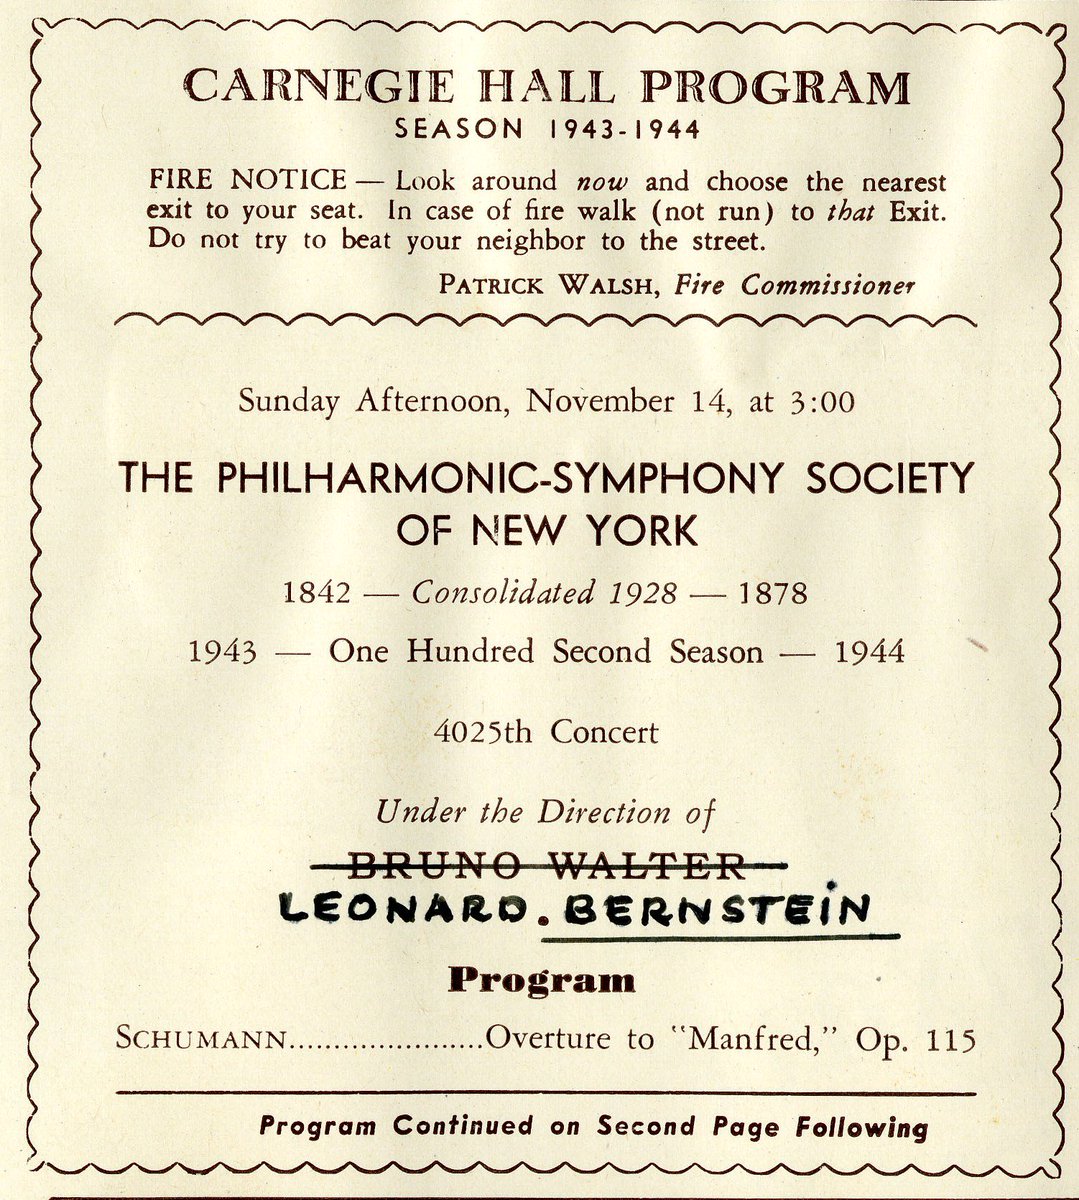 CARNEGIE HALL PROGRAM
SEASON 1943-1944
FIRE NOTICE — Look around now and choose the nearest
exit to your seat. In case of fire walk (not run) to that Exit.
Do not try to beat your neighbor to the street.
PATRICK WALSH, Fire Commissioner
Sunday Afternoon, November 14, at 3:00
THE PHILHARMONIC-SYMPHONY SOCIETY
OF NEW YORK
1842 — Consolidated 1928 — 1878
1943 — One Hundred Second Season — 1944
4025th Concert
Under the Direction of
BRUNO WALTER
LEONARD. BERNSTEiN
Program
SCHUMANN......................Overture to "Manfred," Op. 115
Program Continued on Second Page Following